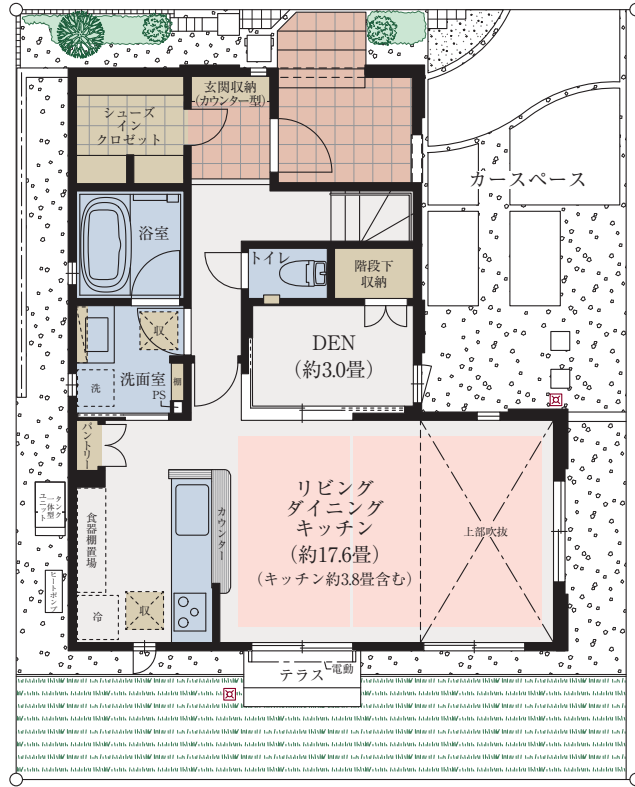 玄関収納
(カウンター型)
シューズ
イン
クロゼット
カースペース
浴室
トイレ
階段下
収納
収
DEN
(約3.0畳)
洗面室
洗
棚
PS
パントリー
リビング
ダイニング
キッチン
(約17.6畳)
(キッチン約3.8畳含む)
上部吹抜
カウンター
タンク
一体型
ユニット
食器棚置場
ヒートポンプ
冷
収
電動
テラス